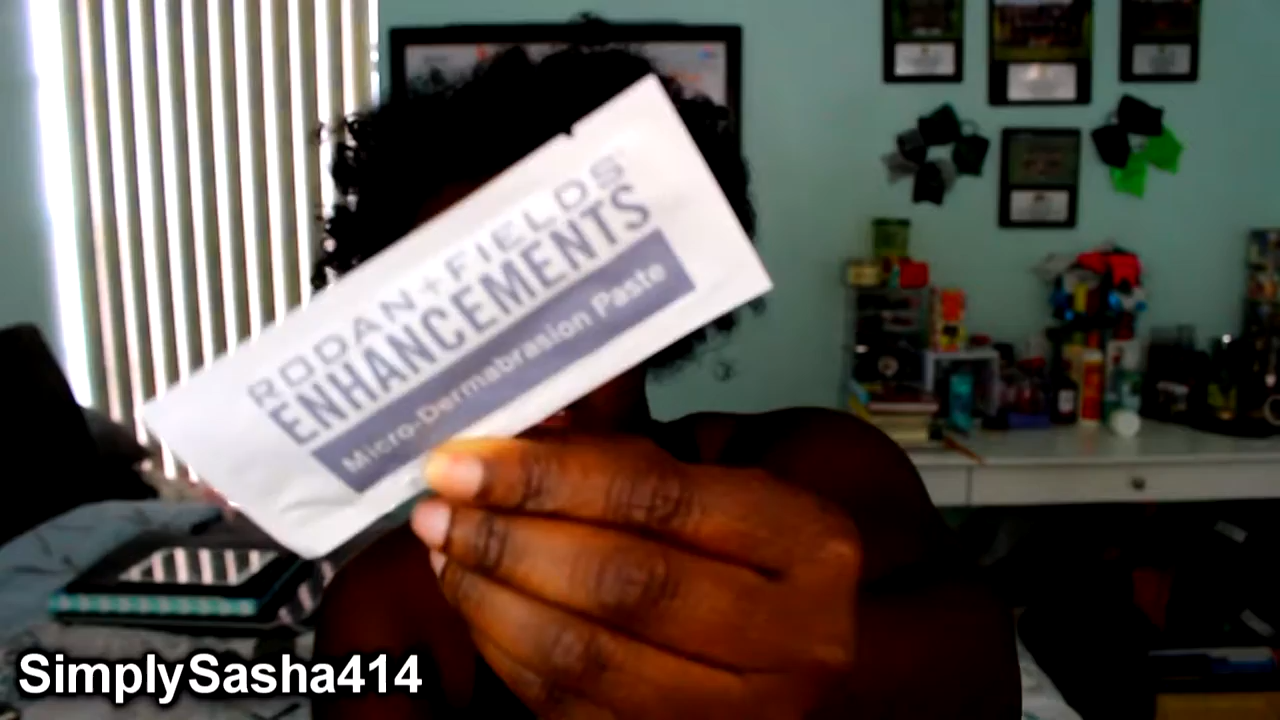 RODAN+FIELDS
ENHANCEMENTS
Micro-Dermabrasion Paste
SimplySasha414